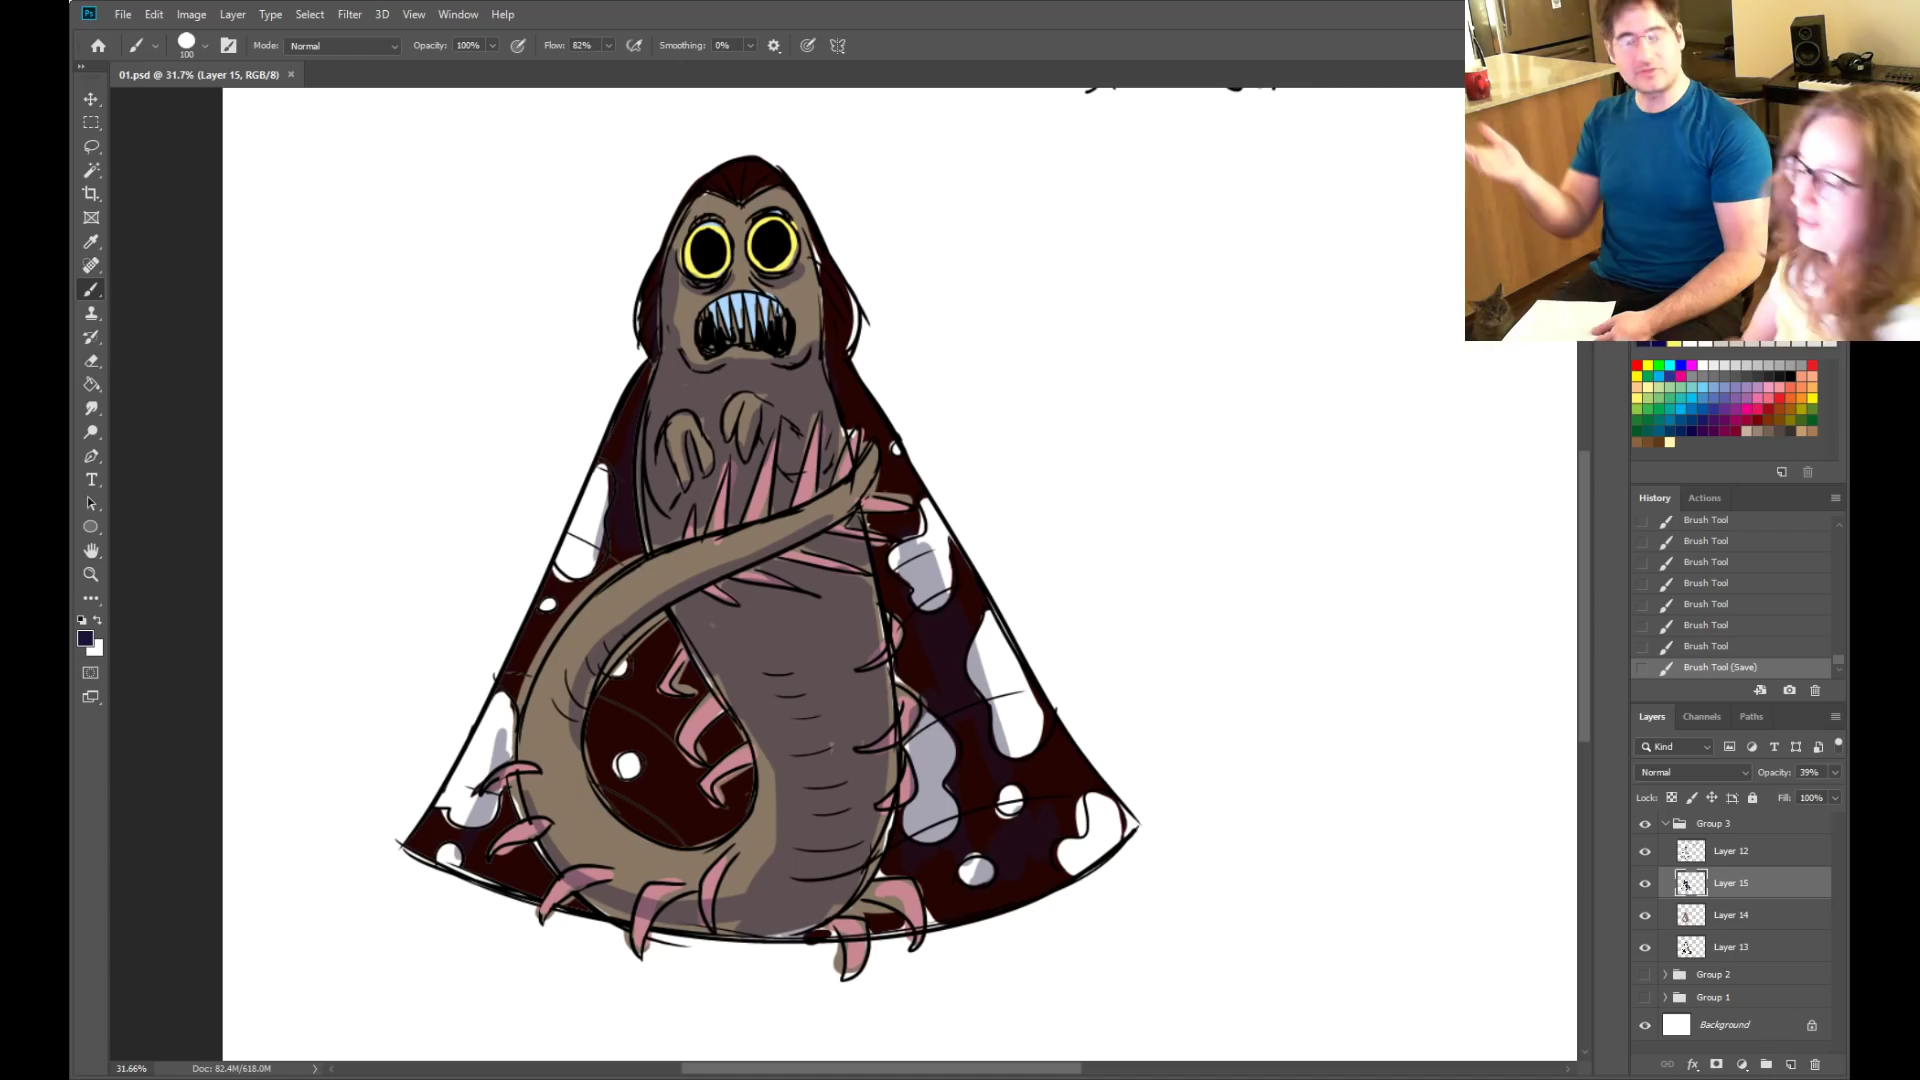 Ps File Edit Image Layer Type Select Filter 3D View Window Help
100 Mode: Normal Opacity: 100% Flow: 82% Smoothing: 0%
01.psd @ 31.7% (Layer 15, RGB/8)
History Actions
Brush Tool
Brush Tool
Brush Tool
Brush Tool
Brush Tool
Brush Tool
Brush Tool
Brush Tool (Save)
Layers Channels Paths
Kind
Normal Opacity: 39%
Lock: Fill: 100%
Group 3
Layer 12
Layer 15
Layer 14
Layer 13
Group 2
Group 1
Background
fx
31.66% Doc: 82.4M/618.0M